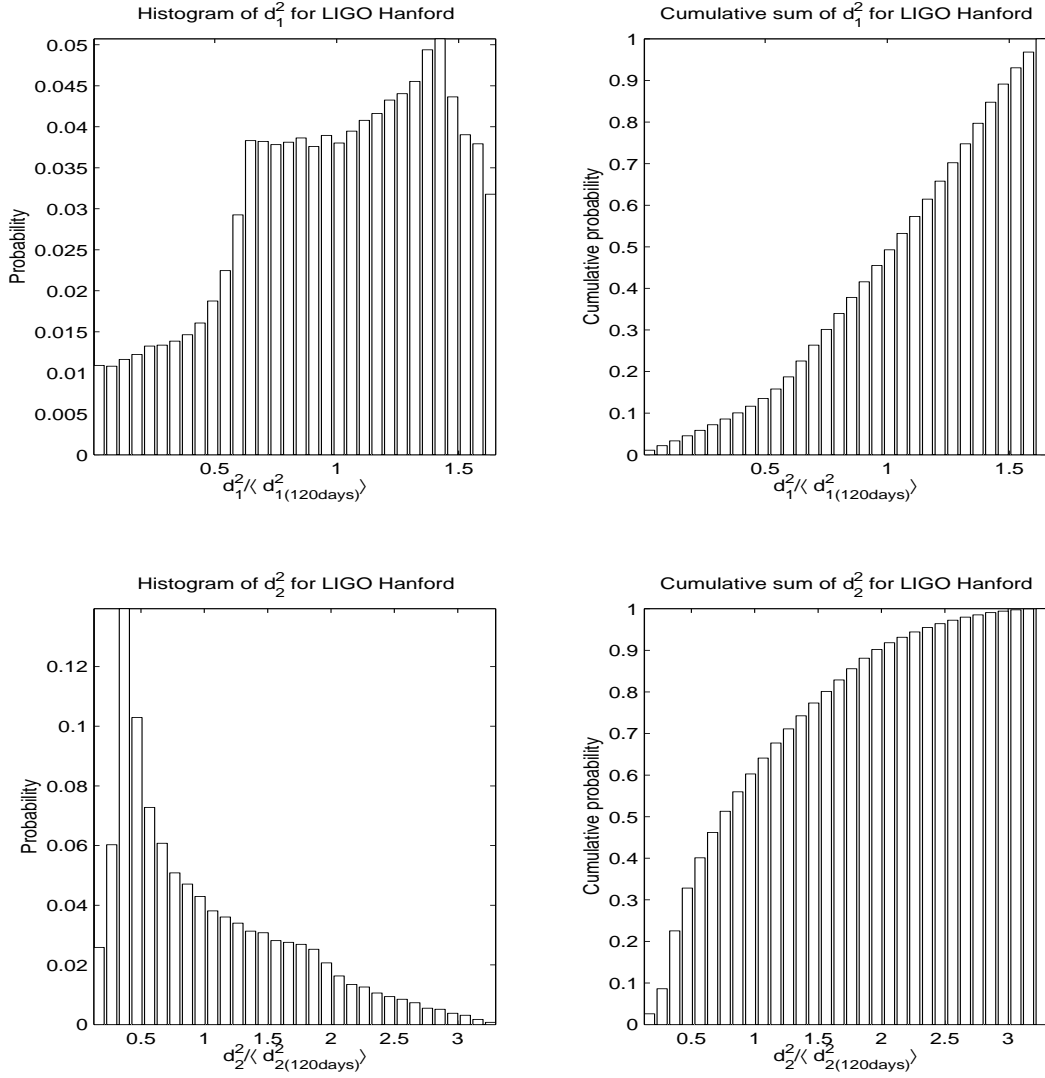 Histogram of d₁² for LIGO Hanford
0.05
0.045
0.04
0.035
0.03
0.025
0.02
0.015
0.01
0.005
0
Probability
0.5 1 1.5
d₁²/⟨ d²₁(120days)⟩
Cumulative sum of d₁² for LIGO Hanford
1
0.9
0.8
0.7
0.6
0.5
0.4
0.3
0.2
0.1
0
Cumulative probability
0.5 1 1.5
d₁²/⟨ d²₁(120days)⟩
Histogram of d₂² for LIGO Hanford
0.12
0.1
0.08
0.06
0.04
0.02
0
Probability
0.5 1 1.5 2 2.5 3
d₂²/⟨ d²₂(120days)⟩
Cumulative sum of d₂² for LIGO Hanford
1
0.9
0.8
0.7
0.6
0.5
0.4
0.3
0.2
0.1
0
Cumulative probability
0.5 1 1.5 2 2.5 3
d₂²/⟨ d²₂(120days)⟩